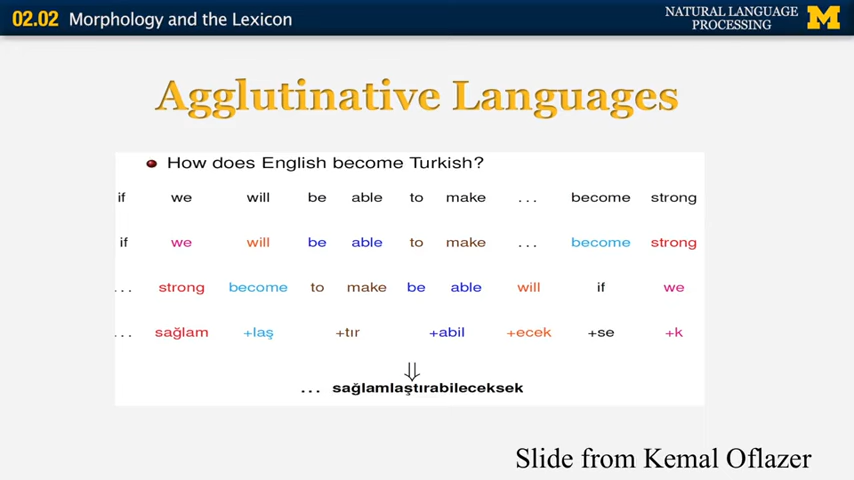 02.02 Morphology and the Lexicon
NATURAL LANGUAGE
PROCESSING
M
Agglutinative Languages
How does English become Turkish?
if we will be able to make ... become strong
if we will be able to make ... become strong
... strong become to make be able will if we
... sağlam +laş +tır +abil +ecek +se +k
⇓
... sağlamlaştırabileceksek
Slide from Kemal Oflazer